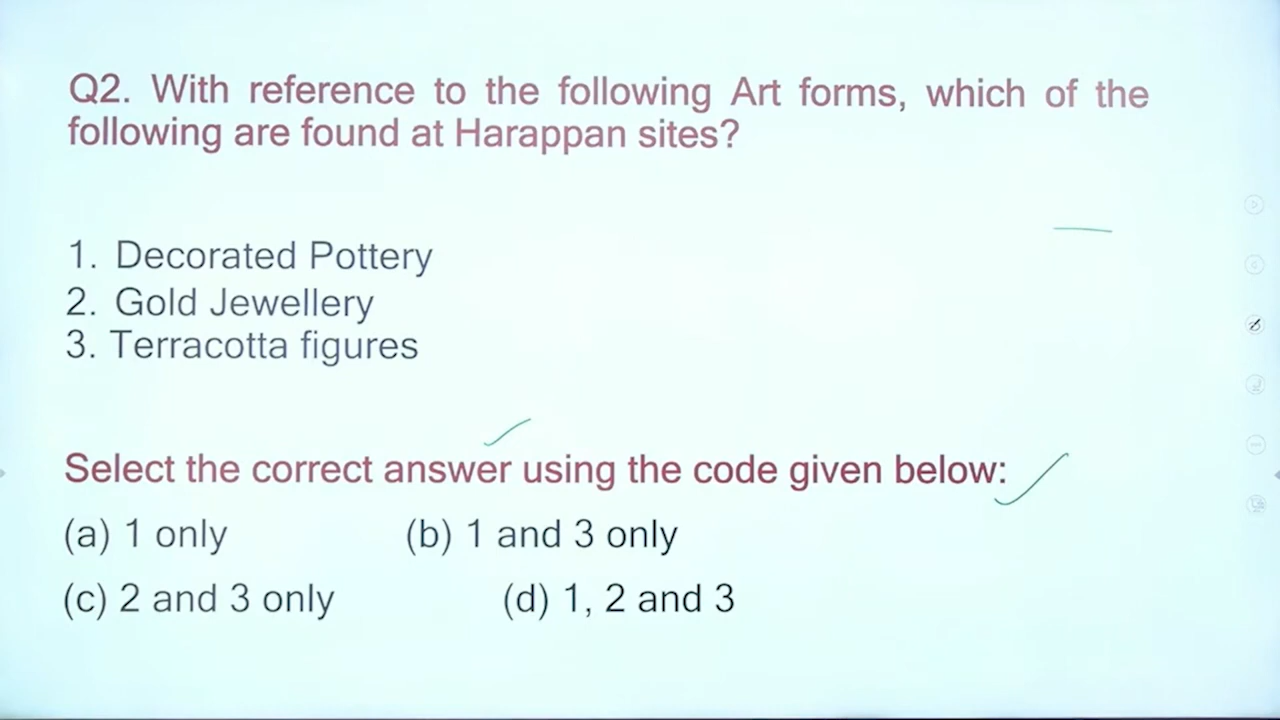 Q2. With reference to the following Art forms, which of the
following are found at Harappan sites?
1. Decorated Pottery
2. Gold Jewellery
3. Terracotta figures
Select the correct answer using the code given below:
(a) 1 only (b) 1 and 3 only
(c) 2 and 3 only (d) 1, 2 and 3